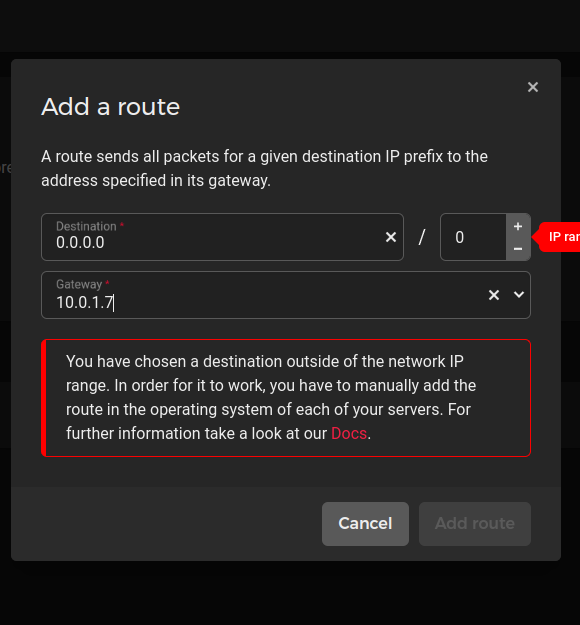 Add a route
A route sends all packets for a given destination IP prefix to the
address specified in its gateway.
Destination *
0.0.0.0
/
0
IP
Gateway *
10.0.1.7
You have chosen a destination outside of the network IP
range. In order for it to work, you have to manually add the
route in the operating system of each of your servers. For
further information take a look at our Docs.
Cancel
Add route